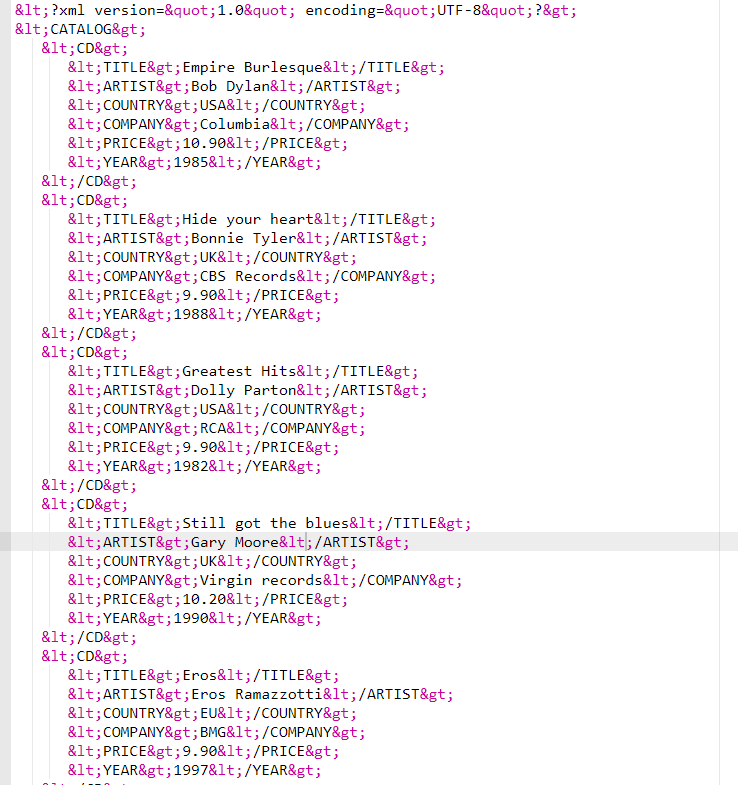 &lt;?xml version=&quot;1.0&quot; encoding=&quot;UTF-8&quot;?&gt;
&lt;CATALOG&gt;
&lt;CD&gt;
&lt;TITLE&gt;Empire Burlesque&lt;/TITLE&gt;
&lt;ARTIST&gt;Bob Dylan&lt;/ARTIST&gt;
&lt;COUNTRY&gt;USA&lt;/COUNTRY&gt;
&lt;COMPANY&gt;Columbia&lt;/COMPANY&gt;
&lt;PRICE&gt;10.90&lt;/PRICE&gt;
&lt;YEAR&gt;1985&lt;/YEAR&gt;
&lt;/CD&gt;
&lt;CD&gt;
&lt;TITLE&gt;Hide your heart&lt;/TITLE&gt;
&lt;ARTIST&gt;Bonnie Tyler&lt;/ARTIST&gt;
&lt;COUNTRY&gt;UK&lt;/COUNTRY&gt;
&lt;COMPANY&gt;CBS Records&lt;/COMPANY&gt;
&lt;PRICE&gt;9.90&lt;/PRICE&gt;
&lt;YEAR&gt;1988&lt;/YEAR&gt;
&lt;/CD&gt;
&lt;CD&gt;
&lt;TITLE&gt;Greatest Hits&lt;/TITLE&gt;
&lt;ARTIST&gt;Dolly Parton&lt;/ARTIST&gt;
&lt;COUNTRY&gt;USA&lt;/COUNTRY&gt;
&lt;COMPANY&gt;RCA&lt;/COMPANY&gt;
&lt;PRICE&gt;9.90&lt;/PRICE&gt;
&lt;YEAR&gt;1982&lt;/YEAR&gt;
&lt;/CD&gt;
&lt;CD&gt;
&lt;TITLE&gt;Still got the blues&lt;/TITLE&gt;
&lt;ARTIST&gt;Gary Moore&lt;/ARTIST&gt;
&lt;COUNTRY&gt;UK&lt;/COUNTRY&gt;
&lt;COMPANY&gt;Virgin records&lt;/COMPANY&gt;
&lt;PRICE&gt;10.20&lt;/PRICE&gt;
&lt;YEAR&gt;1990&lt;/YEAR&gt;
&lt;/CD&gt;
&lt;CD&gt;
&lt;TITLE&gt;Eros&lt;/TITLE&gt;
&lt;ARTIST&gt;Eros Ramazzotti&lt;/ARTIST&gt;
&lt;COUNTRY&gt;EU&lt;/COUNTRY&gt;
&lt;COMPANY&gt;BMG&lt;/COMPANY&gt;
&lt;PRICE&gt;9.90&lt;/PRICE&gt;
&lt;YEAR&gt;1997&lt;/YEAR&gt;